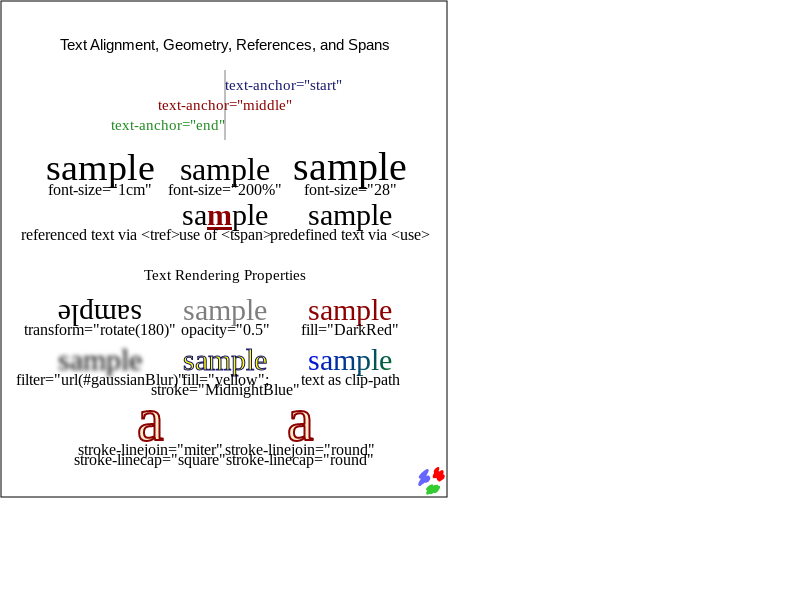 Text Alignment, Geometry, References, and Spans
text-anchor="start"
text-anchor="middle"
text-anchor="end"
sample sample sample
font-size="1cm" font-size="200%" font-size="28"
sample sample
referenced text via <tref> use of <tspan> predefined text via <use>
Text Rendering Properties
sample sample sample
transform="rotate(180)" opacity="0.5" fill="DarkRed"
sample sample sample
filter="url(#gaussianBlur)" fill="yellow"; text as clip-path
stroke="MidnightBlue"
a a
stroke-linejoin="miter" stroke-linejoin="round"
stroke-linecap="square" stroke-linecap="round"